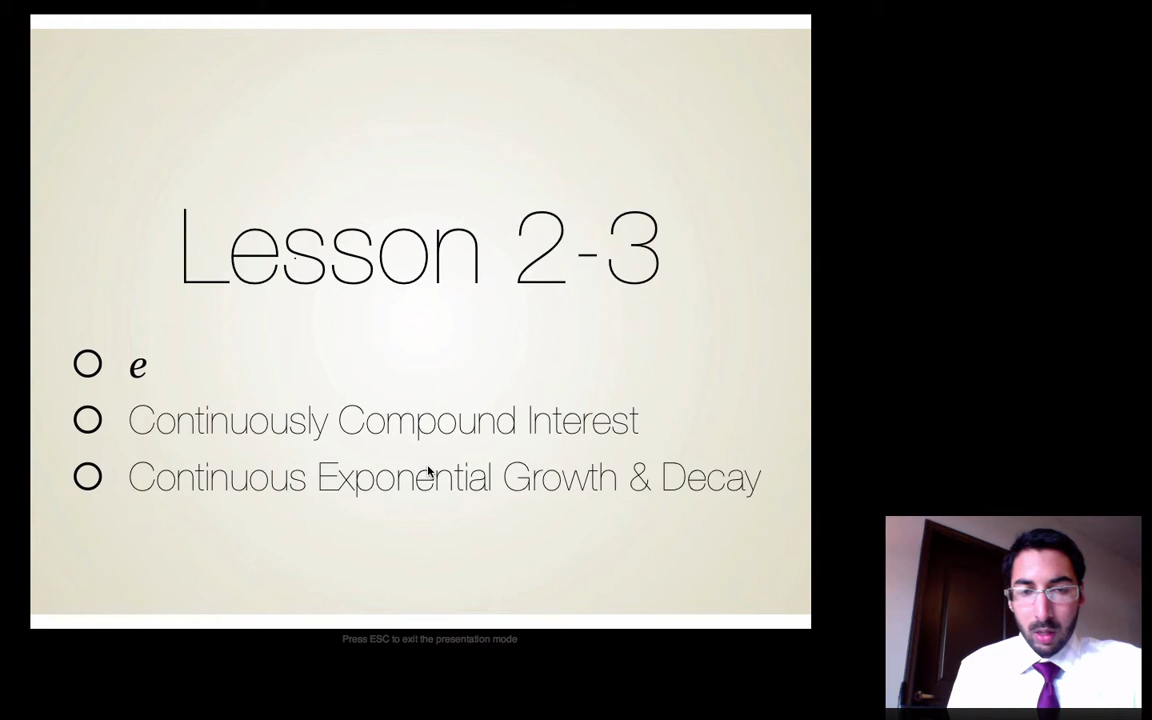 Lesson 2-3
e
Continuously Compound Interest
Continuous Exponential Growth & Decay
Press ESC to exit the presentation mode